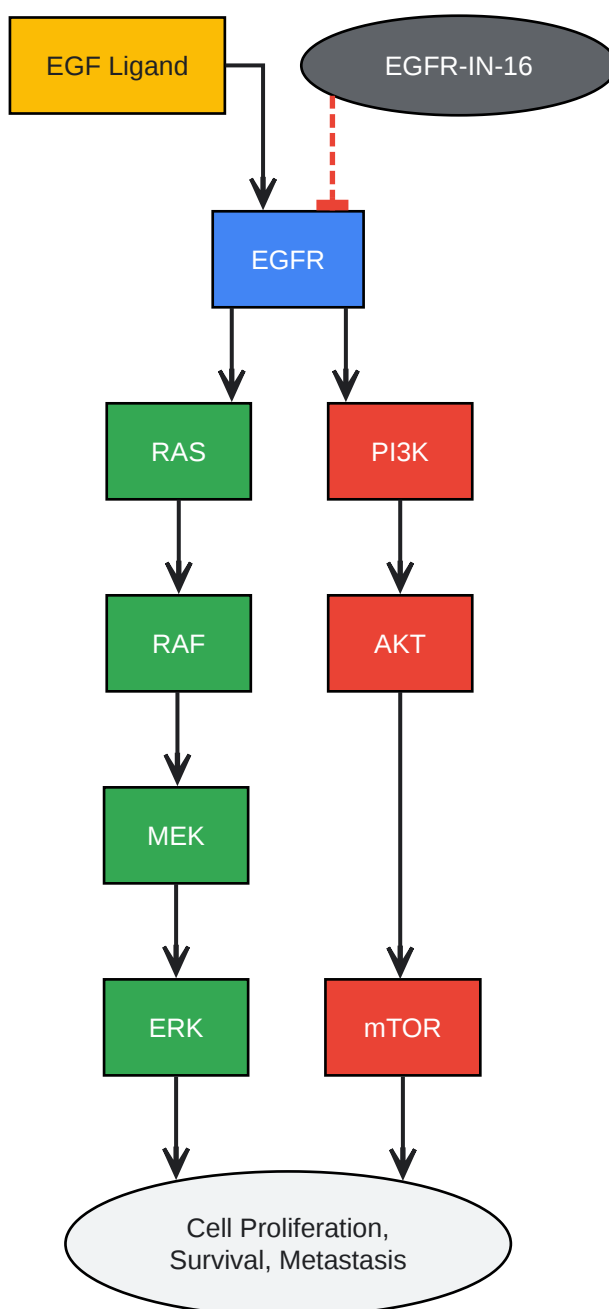 EGF Ligand
EGFR-IN-16
EGFR
RAS
PI3K
RAF
AKT
MEK
ERK
mTOR
Cell Proliferation,
Survival, Metastasis